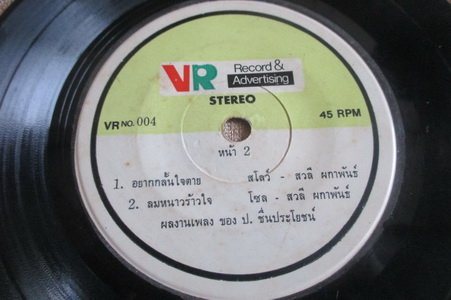 VR Record &
Advertising
STEREO
VR NO. 004
45 RPM
หน้า 2
1. อยากกลั้นใจตาย สโลว์ - สวลี ผกาพันธ์
2. ลมหนาวร้าวใจ โซล - สวลี ผกาพันธ์
ผลงานเพลง ของ ป. ชื่นประโยชน์